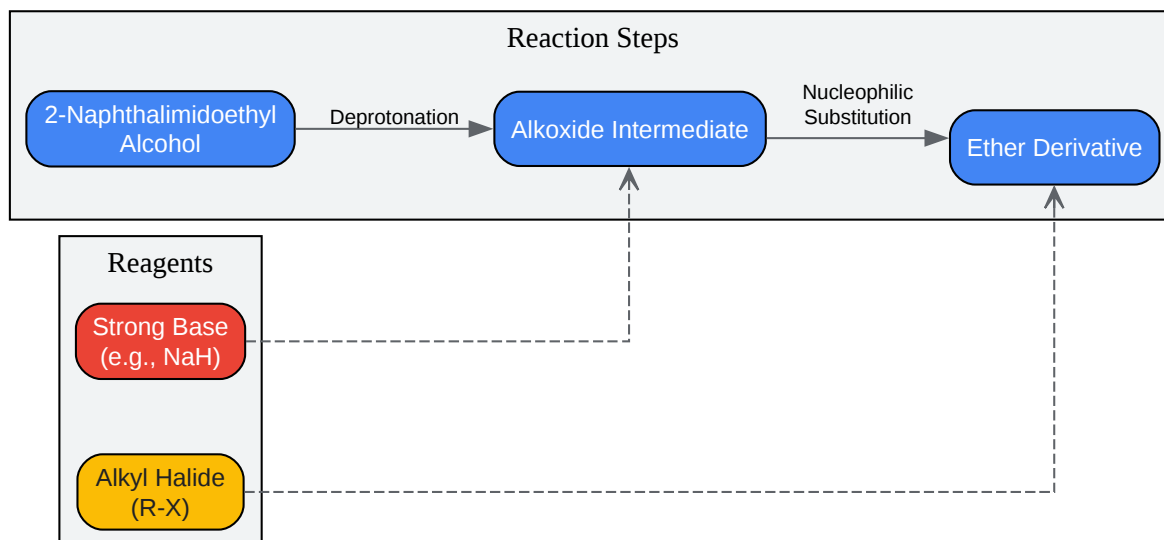 Reaction Steps
2-Naphthalimidoethyl
Alcohol
Deprotonation
Alkoxide Intermediate
Nucleophilic
Substitution
Ether Derivative
Reagents
Strong Base
(e.g., NaH)
Alkyl Halide
(R-X)